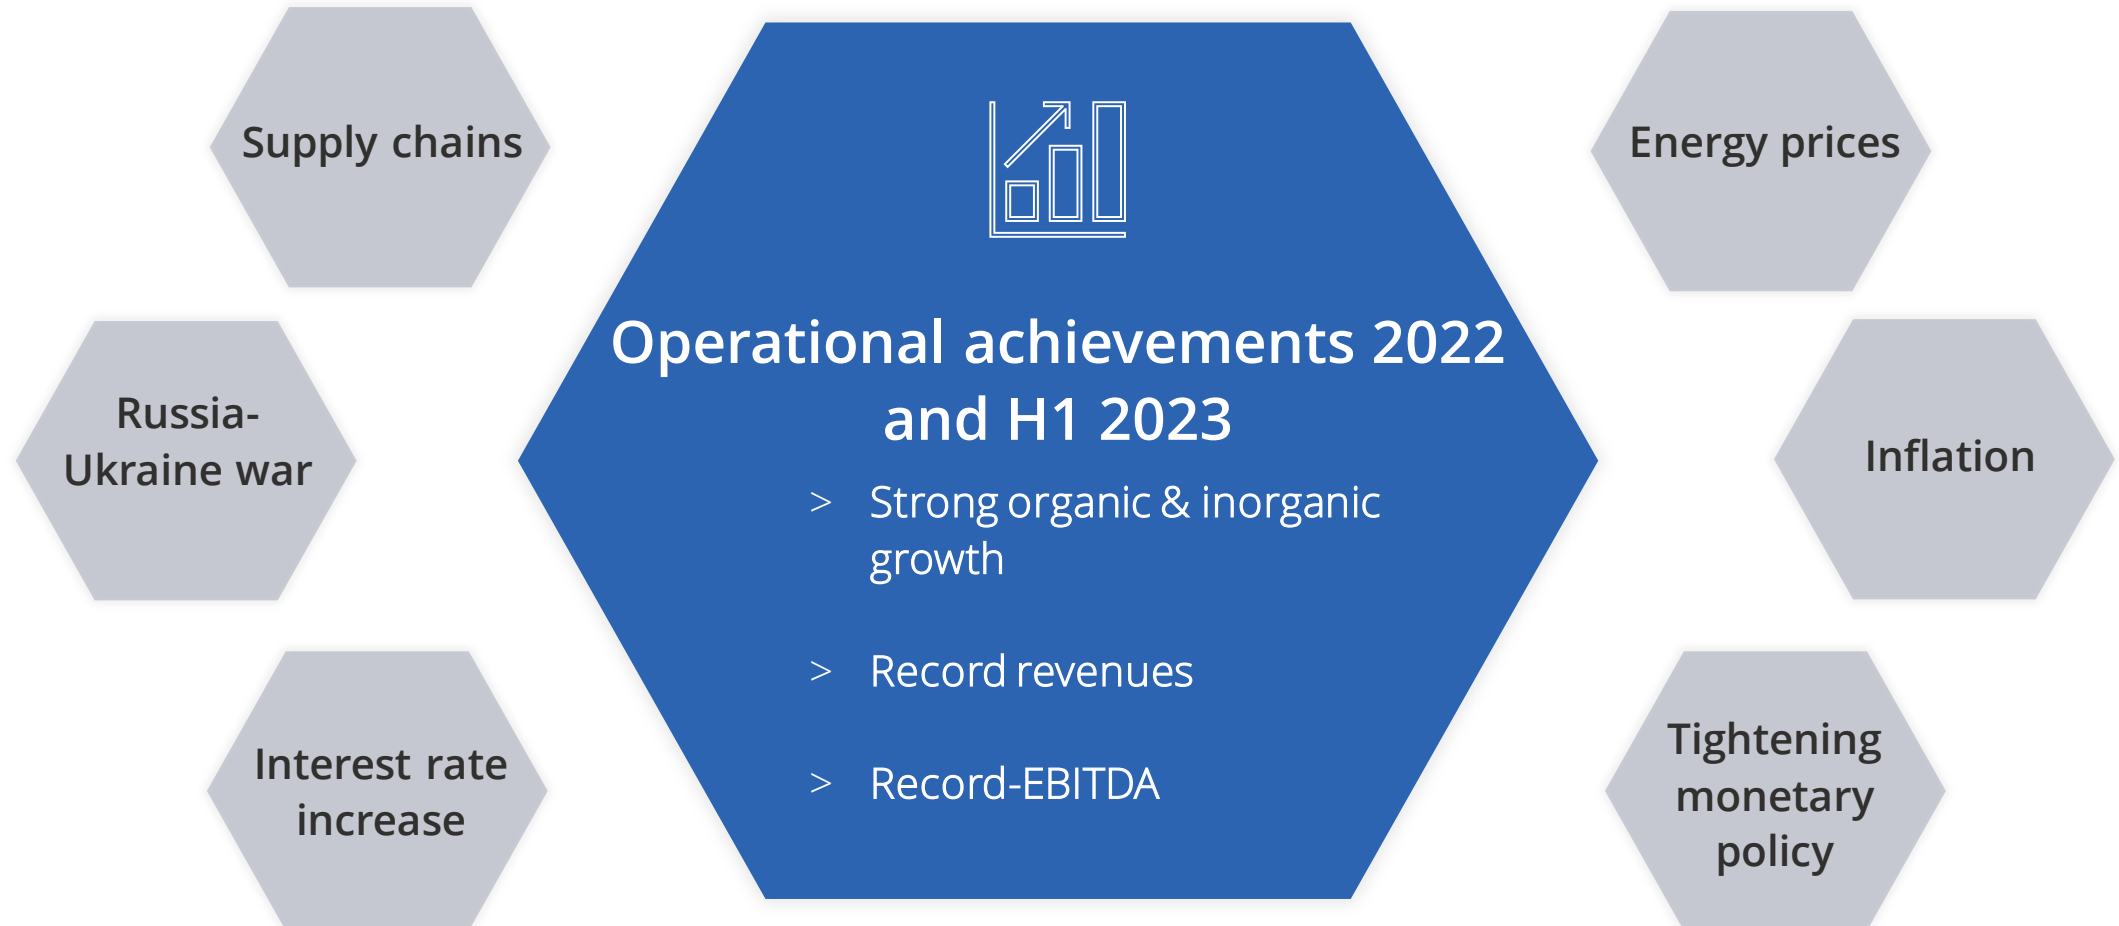 Supply chains
Russia-
Ukraine war
Interest rate
increase
Operational achievements 2022
and H1 2023
> Strong organic & inorganic
growth
> Record revenues
> Record-EBITDA
Energy prices
Inflation
Tightening
monetary
policy